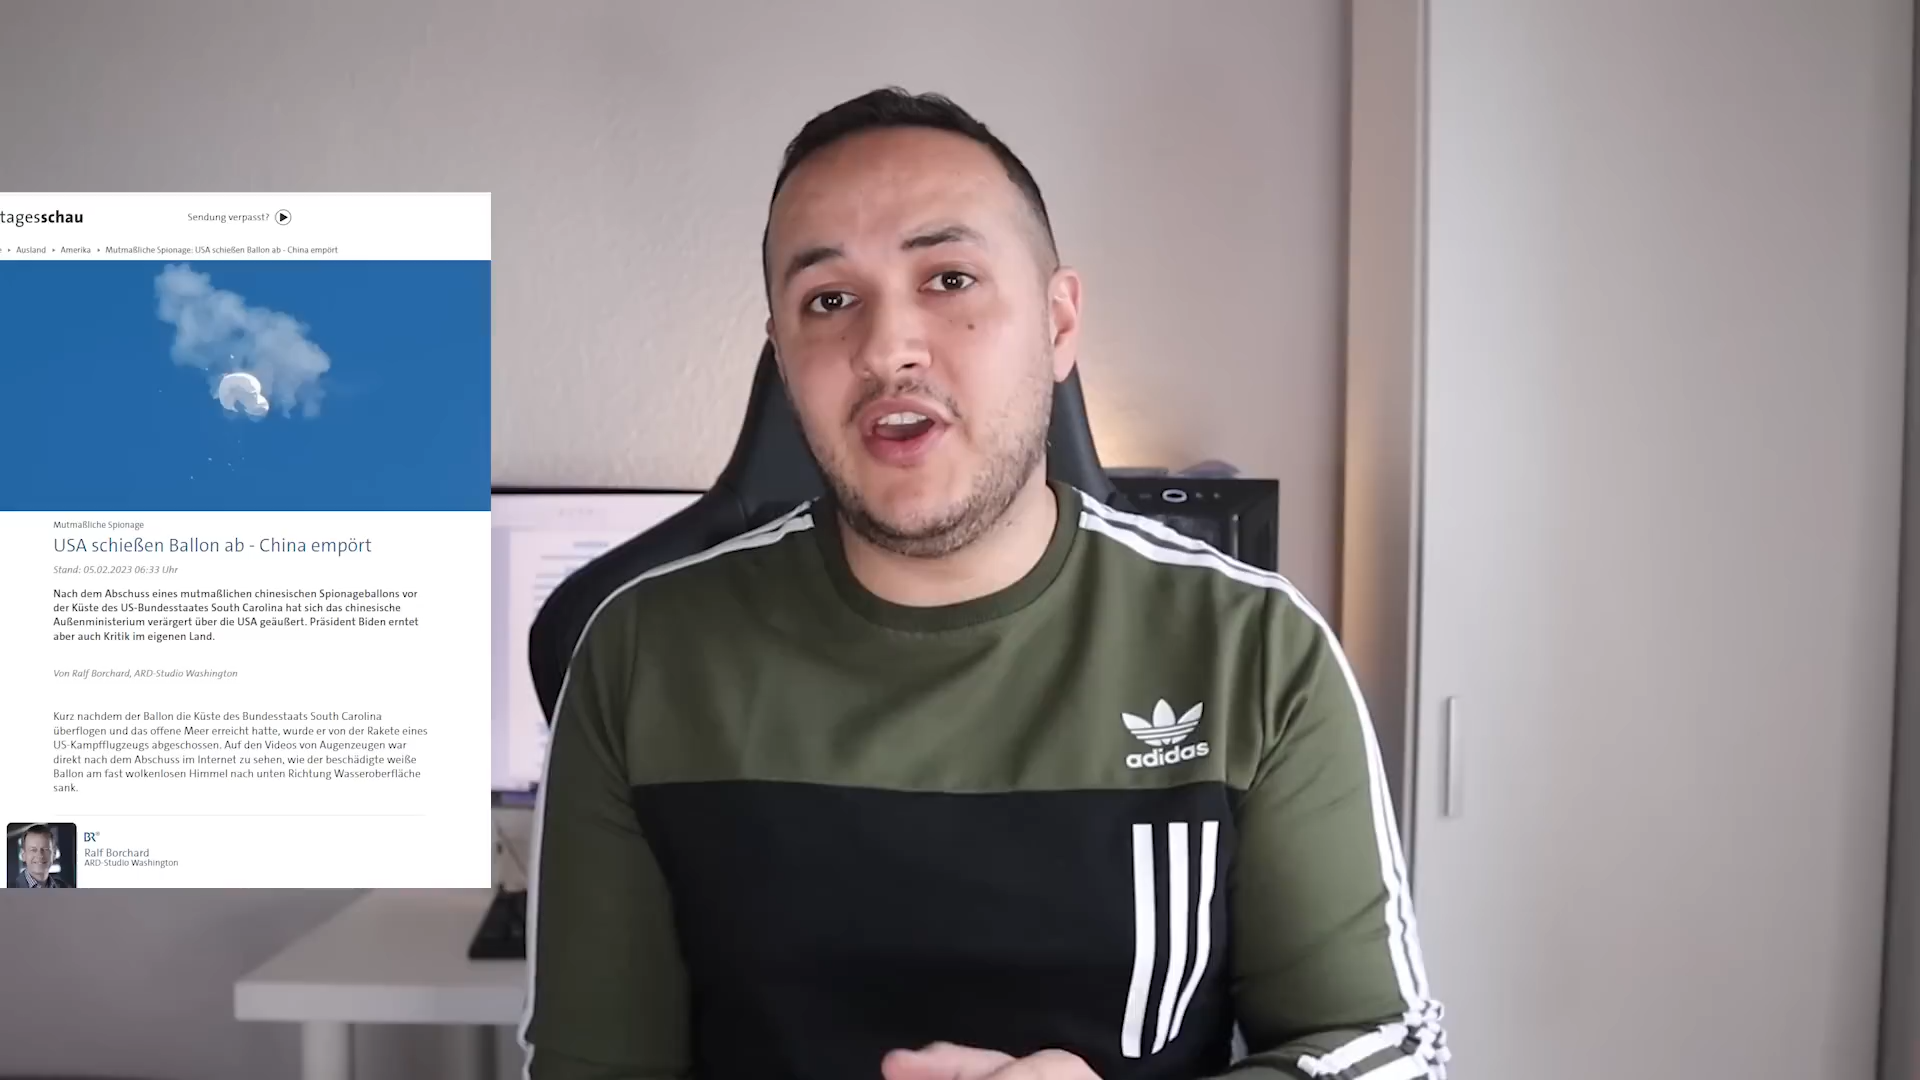 tagesschau
Sendung verpasst?
Ausland ▸ Amerika ▸ Mutmaßliche Spionage: USA schießen Ballon ab - China empört
Mutmaßliche Spionage
USA schießen Ballon ab - China empört
Stand: 05.02.2023 06:33 Uhr
Nach dem Abschuss eines mutmaßlichen chinesischen Spionageballons vor
der Küste des US-Bundesstaates South Carolina hat sich das chinesische
Außenministerium verärgert über die USA geäußert. Präsident Biden erntet
aber auch Kritik im eigenen Land.
Von Ralf Borchard, ARD-Studio Washington
Kurz nachdem der Ballon die Küste des Bundesstaats South Carolina
überflogen und das offene Meer erreicht hatte, wurde er von der Rakete eines
US-Kampfflugzeugs abgeschossen. Auf den Videos von Augenzeugen war
direkt nach dem Abschuss im Internet zu sehen, wie der beschädigte weiße
Ballon am fast wolkenlosen Himmel nach unten Richtung Wasseroberfläche
sank.
BR
Ralf Borchard
ARD-Studio Washington
adidas